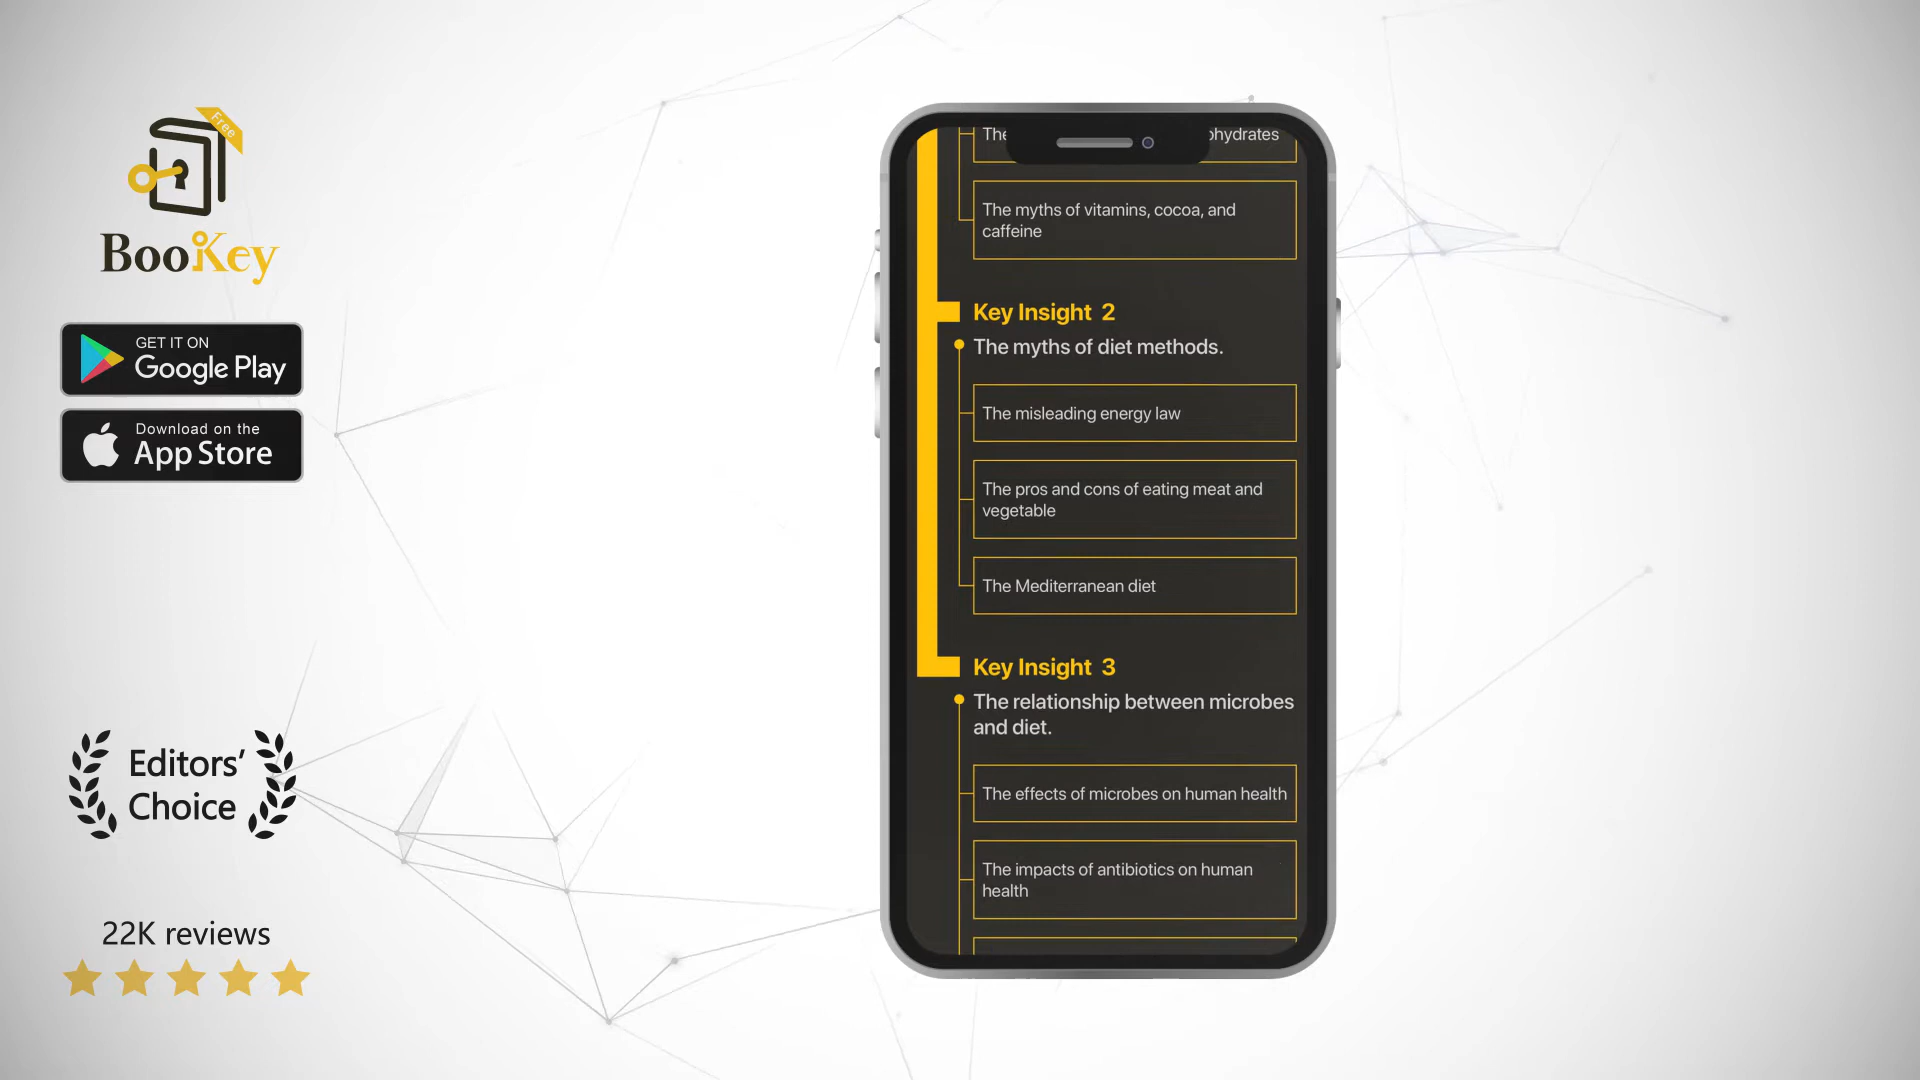 Free
BooKey
GET IT ON
Google Play
Download on the
App Store
Editors'
Choice
22K reviews
The myths of vitamins, cocoa, and
caffeine
Key Insight 2
The myths of diet methods.
The misleading energy law
The pros and cons of eating meat and
vegetable
The Mediterranean diet
Key Insight 3
The relationship between microbes
and diet.
The effects of microbes on human health
The impacts of antibiotics on human
health